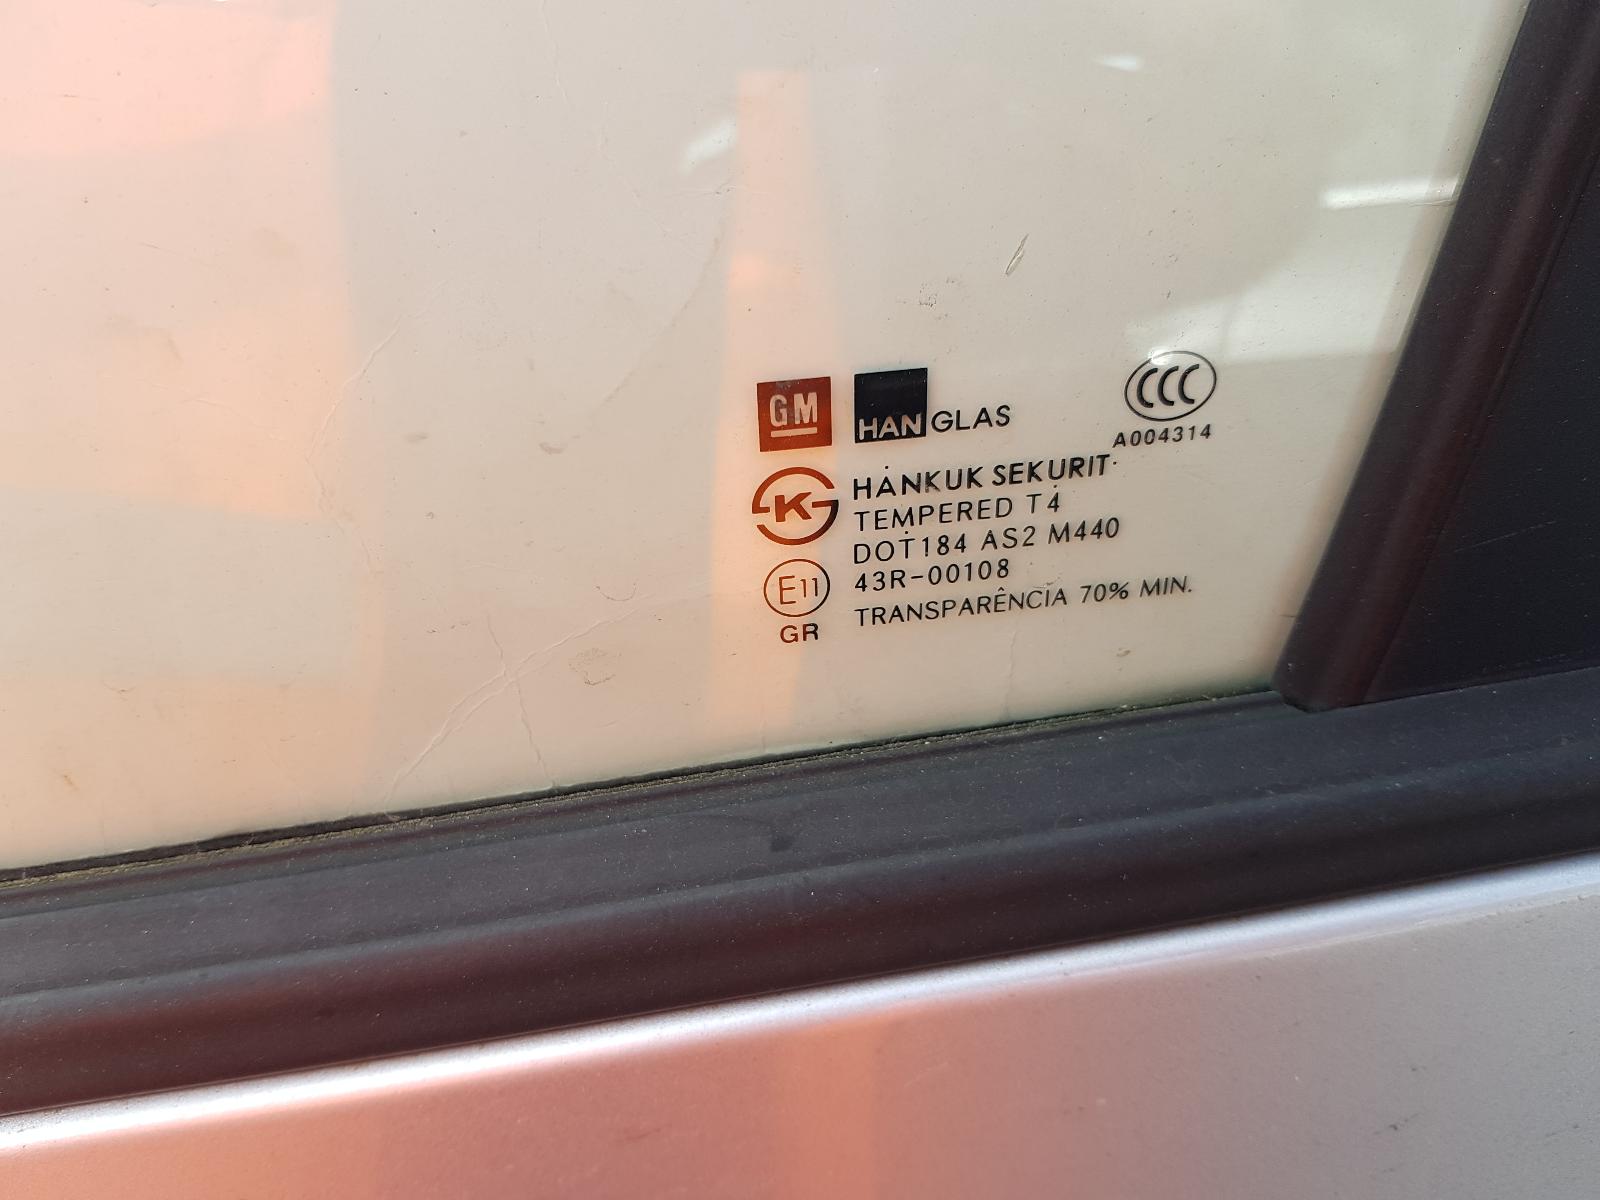 GM HANGLAS
CCC
A004314
K HANKUK SEKURIT
TEMPERED T4
DOT184 AS2 M440
E11 43R-00108
GR TRANSPARÊNCIA 70% MIN.